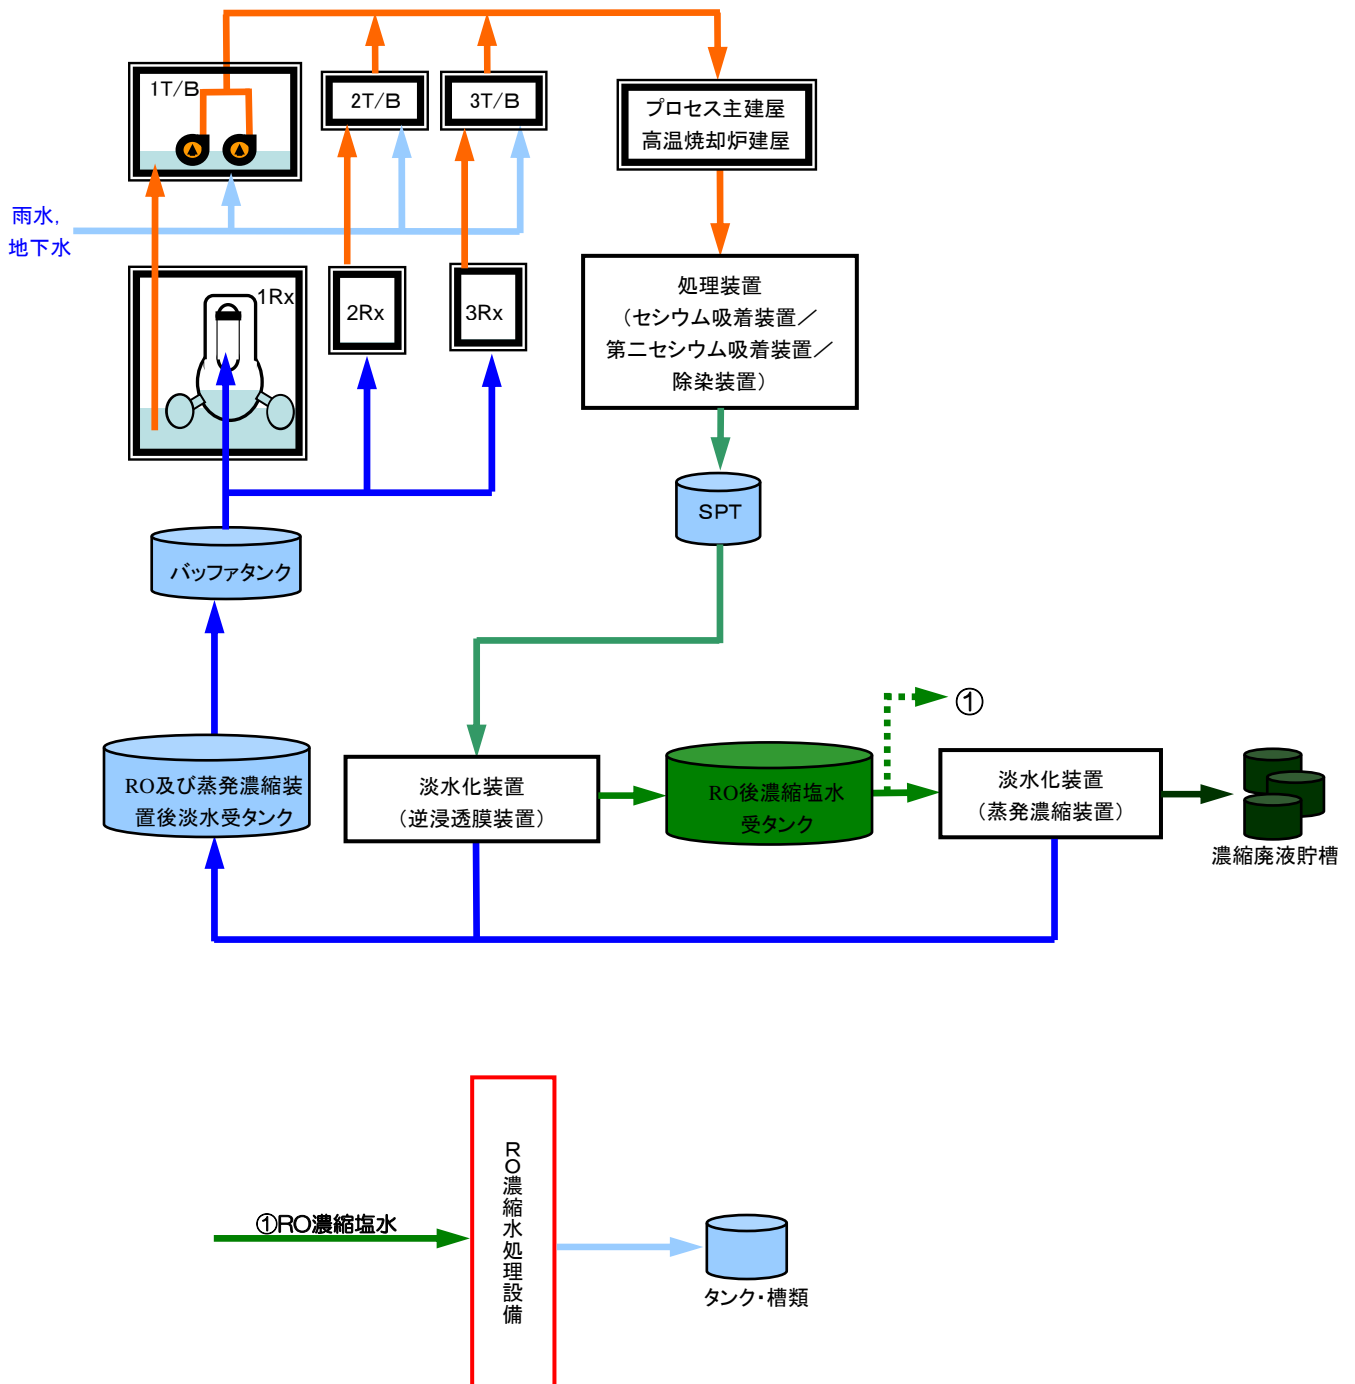 1T/B
2T/B
3T/B
プロセス主建屋
高温焼却炉建屋
雨水,
地下水
1Rx
2Rx
3Rx
処理装置
（セシウム吸着装置／
第二セシウム吸着装置／
除染装置）
SPT
バッファタンク
①
RO及び蒸発濃縮装
置後淡水受タンク
淡水化装置
（逆浸透膜装置）
RO後濃縮塩水
受タンク
淡水化装置
（蒸発濃縮装置）
濃縮廃液貯槽
①RO濃縮塩水
RO濃縮水処理設備
タンク・槽類